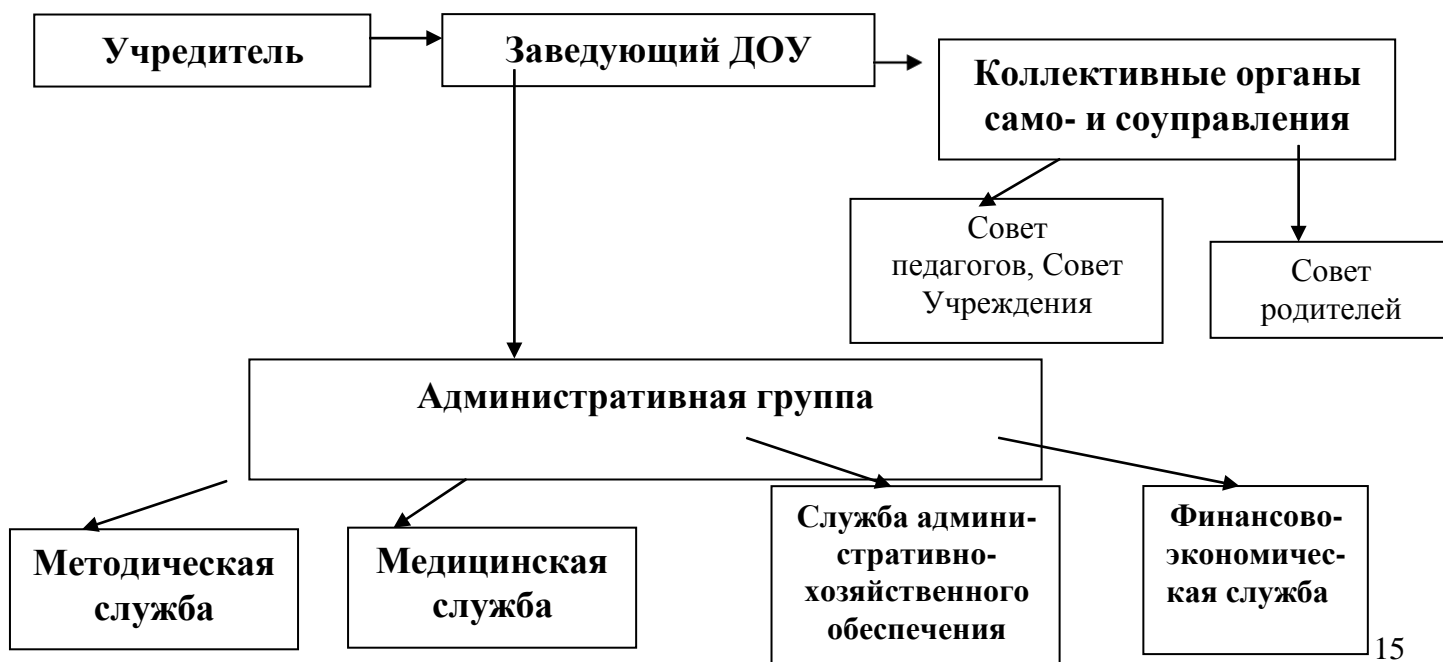 Учредитель
Заведующий ДОУ
Коллективные органы
само- и соуправления
Совет
педагогов, Совет
Учреждения
Совет
родителей
Административная группа
Методическая
служба
Медицинская
служба
Служба админи-
стративно-
хозяйственного
обеспечения
Финансово-
экономичес-
кая служба
15